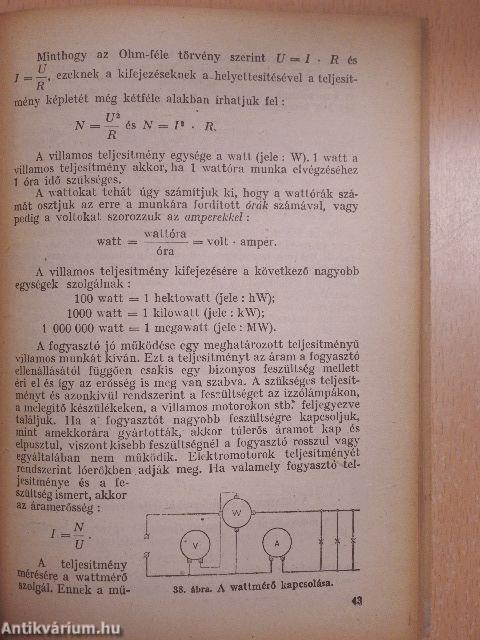 Minthogy az Ohm-féle törvény szerint U = I · R és
I = U/R, ezeknek a kifejezéseknek a helyettesítésével a teljesít-
mény képletét még kétféle alakban írhatjuk fel :
N = U²/R és N = I² · R.
A villamos teljesítmény egysége a watt (jele : W). 1 watt a
villamos teljesítmény akkor, ha 1 wattóra munka elvégzéséhez
1 óra idő szükséges.
A wattokat tehát úgy számítjuk ki, hogy a wattórák szá-
mát osztjuk az erre a munkára fordított órák számával, vagy
pedig a voltokat szorozzuk az amperekkel :
watt = wattóra/óra = volt · amper.
A villamos teljesítmény kifejezésére a következő nagyobb
egységek szolgálnak :
100 watt = 1 hektowatt (jele : hW);
1000 watt = 1 kilowatt (jele : kW);
1 000 000 watt = 1 megawatt (jele : MW).
A fogyasztó jó működése egy meghatározott teljesítményű
villamos munkát kíván. Ezt a teljesítményt az áram a fogyasztó
ellenállásától függően csakis egy bizonyos feszültség mellett
éri el és így az erősség is meg van szabva. A szükséges teljesít-
ményt és azonkívül rendszerint a feszültséget az izzólámpákon,
a melegítő készülékeken, a villamos motorokon stb. feljegyezve
találjuk. Ha a fogyasztót nagyobb feszültségre kapcsoljuk,
mint amekkorára gyártották, akkor túlerős áramot kap és
elpusztul, viszont kisebb feszültségnél a fogyasztó rosszul vagy
egyáltalában nem működik. Elektromotorok teljesítményét
rendszerint lóerőkben adják meg. Ha valamely fogyasztó tel-
jesítménye és a fe-
szültség ismert, akkor
az áramerősség :
I = N/U.
A teljesítmény
mérésére a wattmérő
szolgál. Ennek a mű-
W
V
A
38. ábra. A wattmérő kapcsolása.
43
Antikvárium.hu